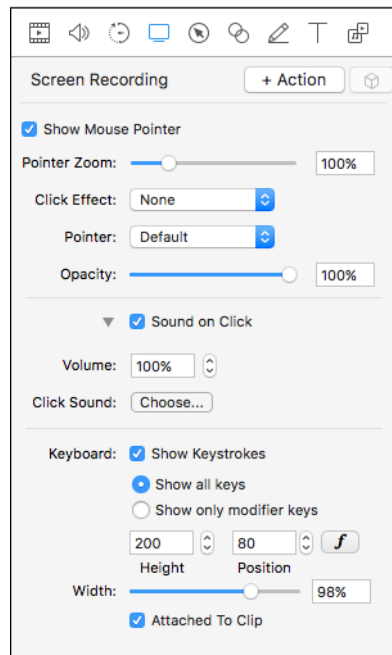 Screen Recording + Action
Show Mouse Pointer
Pointer Zoom: 100%
Click Effect: None
Pointer: Default
Opacity: 100%
Sound on Click
Volume: 100%
Click Sound: Choose...
Keyboard: Show Keystrokes
Show all keys
Show only modifier keys
200 80 f
Height Position
Width: 98%
Attached To Clip